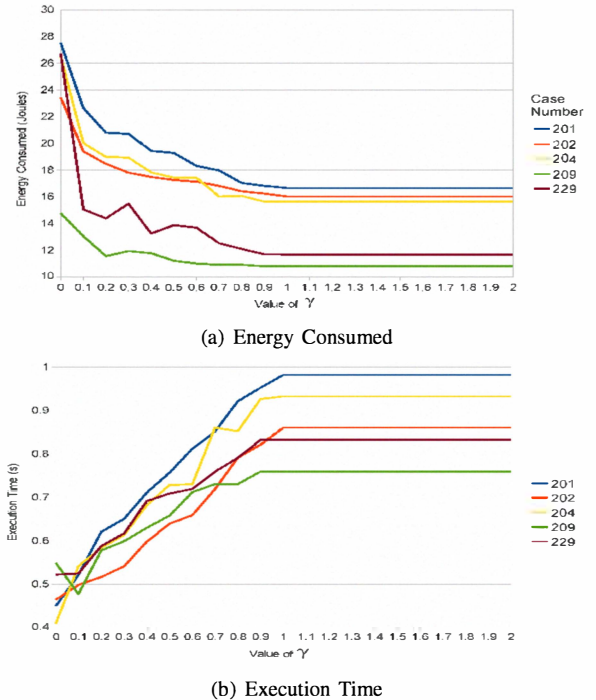 30
28
26
24
22
20
18
16
14
12
10
Energy Consumed (Joules)
0 0.1 0.2 0.3 0.4 0.5 0.6 0.7 0.8 0.9 1 1.1 1.2 1.3 1.4 1.5 1.6 1.7 1.8 1.9 2
Value of γ
Case
Number
201
202
204
209
229
(a) Energy Consumed
1
0.9
0.8
0.7
0.6
0.5
0.4
Execution Time (s)
0 0.1 0.2 0.3 0.4 0.5 0.6 0.7 0.8 0.9 1 1.1 1.2 1.3 1.4 1.5 1.6 1.7 1.8 1.9 2
Value of γ
201
202
204
209
229
(b) Execution Time